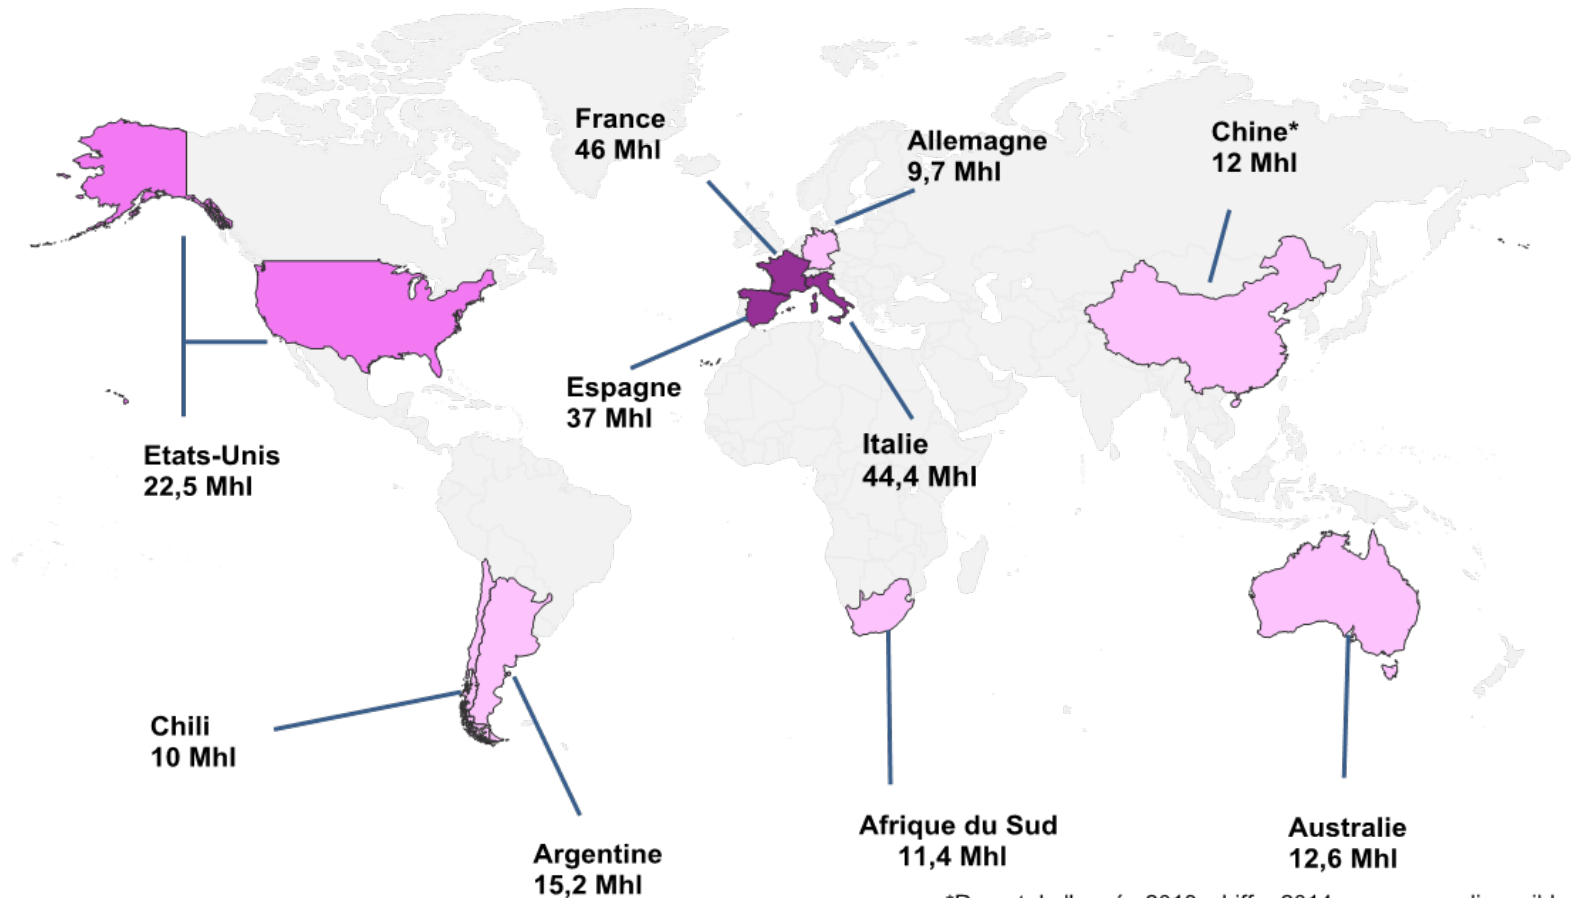 France
46 Mhl
Allemagne
9,7 Mhl
Chine*
12 Mhl
Espagne
37 Mhl
Italie
44,4 Mhl
Etats-Unis
22,5 Mhl
Chili
10 Mhl
Argentine
15,2 Mhl
Afrique du Sud
11,4 Mhl
Australie
12,6 Mhl